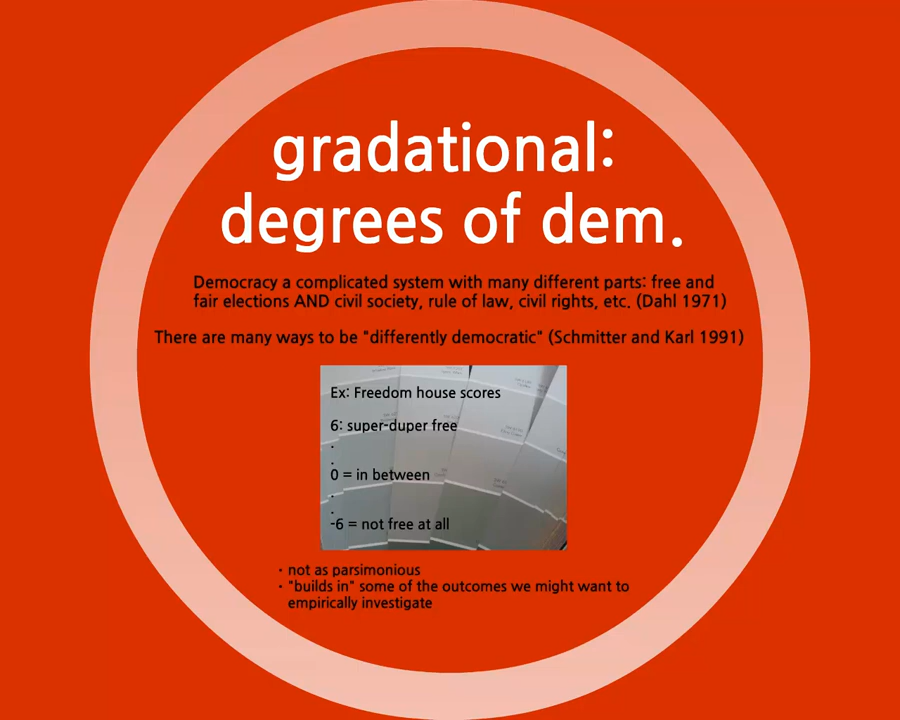 gradational:
degrees of dem.
Democracy a complicated system with many different parts: free and
fair elections AND civil society, rule of law, civil rights, etc. (Dahl 1971)
There are many ways to be "differently democratic" (Schmitter and Karl 1991)
Ex: Freedom house scores
6: super-duper free
.
.
0 = in between
.
.
-6 = not free at all
· not as parsimonious
· "builds in" some of the outcomes we might want to
empirically investigate